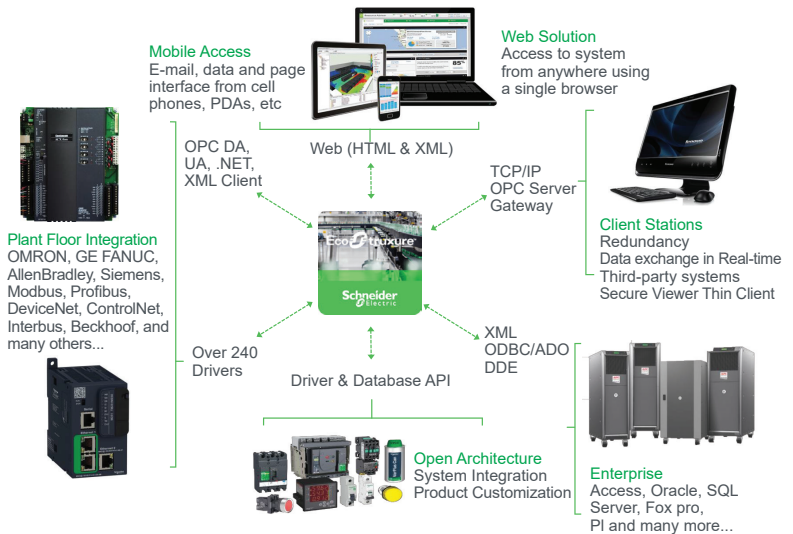 Mobile Access
E-mail, data and page
interface from cell
phones, PDAs, etc
Web Solution
Access to system
from anywhere using
a single browser
OPC DA,
UA, .NET,
XML Client
Web (HTML & XML)
TCP/IP
OPC Server
Gateway
Plant Floor Integration
OMRON, GE FANUC,
AllenBradley, Siemens,
Modbus, Profibus,
DeviceNet, ControlNet,
Interbus, Beckhoof, and
many others...
EcoStruxure
Schneider
Electric
Client Stations
Redundancy
Data exchange in Real-time
Third-party systems
Secure Viewer Thin Client
Over 240
Drivers
Driver & Database API
XML
ODBC/ADO
DDE
Open Architecture
System Integration
Product Customization
Enterprise
Access, Oracle, SQL
Server, Fox pro,
PI and many more...